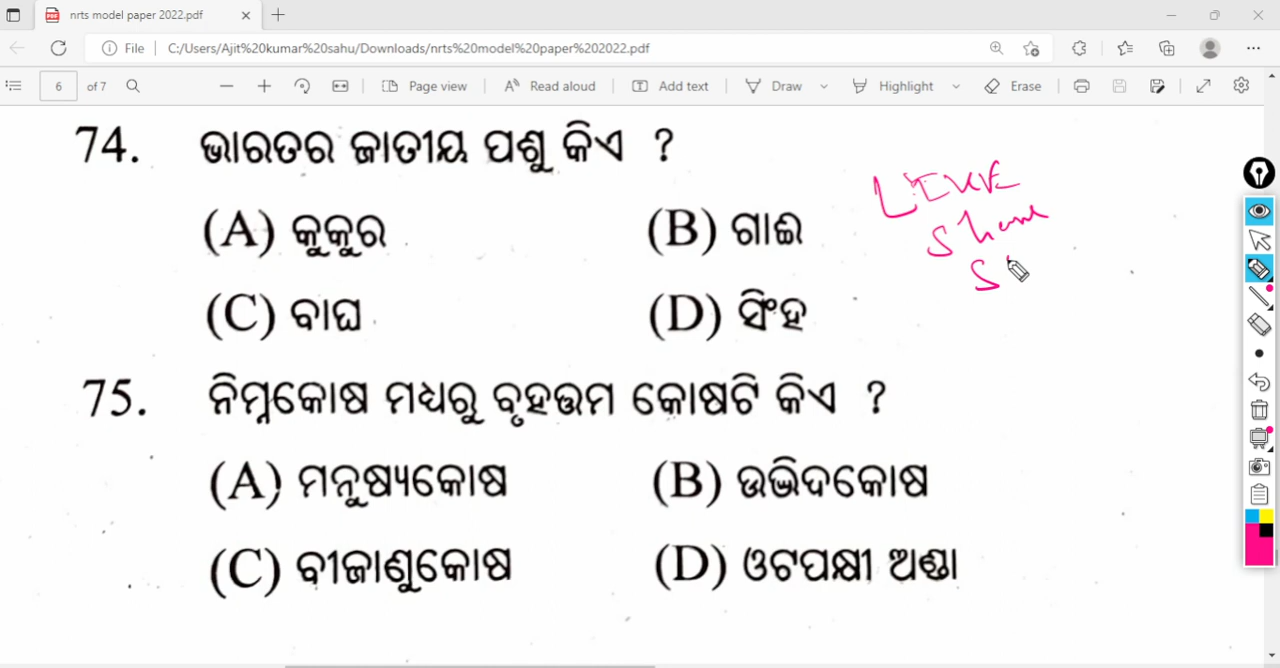 nrts model paper 2022.pdf
File C:/Users/Ajit%20kumar%20sahu/Downloads/nrts%20model%20paper%202022.pdf
6 of 7 Page view Read aloud Add text Draw Highlight Erase
74. ଭାରତର ଜାତୀୟ ପଶୁ କିଏ ?
(A) କୁକୁର (B) ଗାଈ
(C) ବାଘ (D) ସିଂହ
75. ନିମ୍ନକୋଷ ମଧ୍ୟରୁ ବୃହତ୍ତମ କୋଷଟି କିଏ ?
(A) ମନୁଷ୍ୟକୋଷ (B) ଉଦ୍ଭିଦକୋଷ
(C) ବୀଜାଣୁକୋଷ (D) ଓଟପକ୍ଷୀ ଅଣ୍ଡା